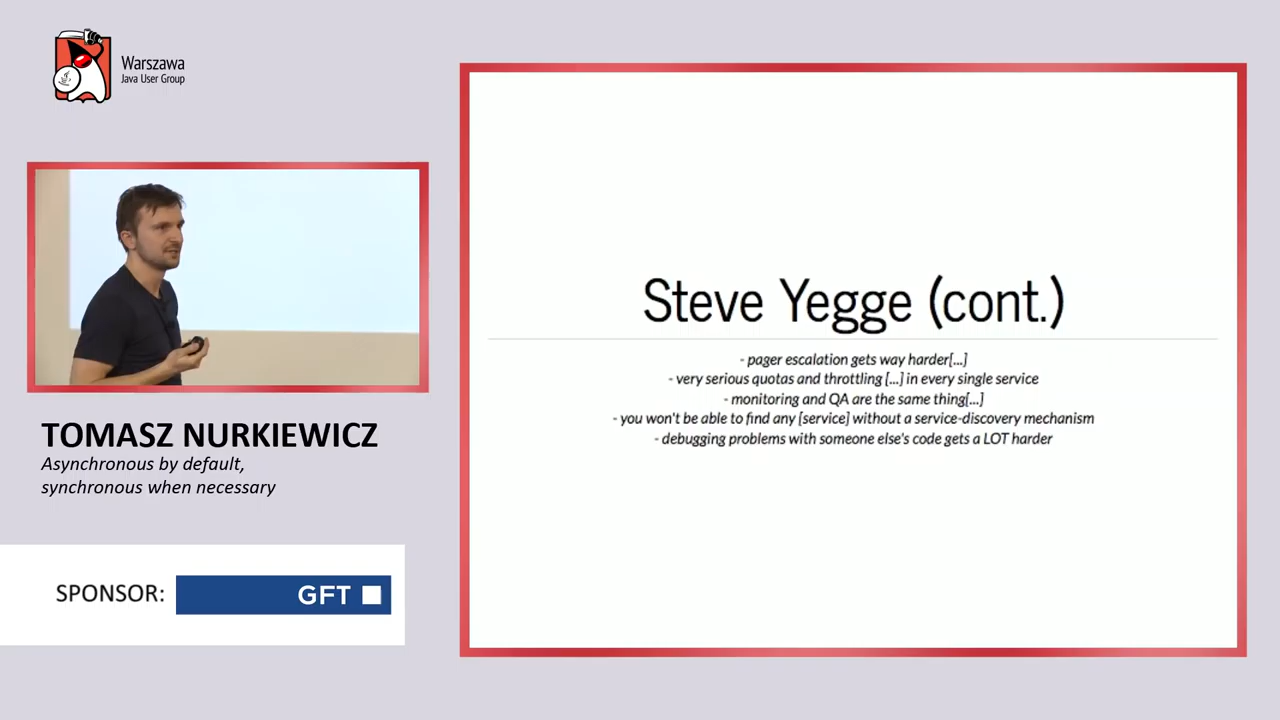 Warszawa
Java User Group
Steve Yegge (cont.)
- pager escalation gets way harder[...]
- very serious quotas and throttling [...] in every single service
- monitoring and QA are the same thing[...]
- you won't be able to find any [service] without a service-discovery mechanism
- debugging problems with someone else's code gets a LOT harder
TOMASZ NURKIEWICZ
Asynchronous by default,
synchronous when necessary
SPONSOR: GFT